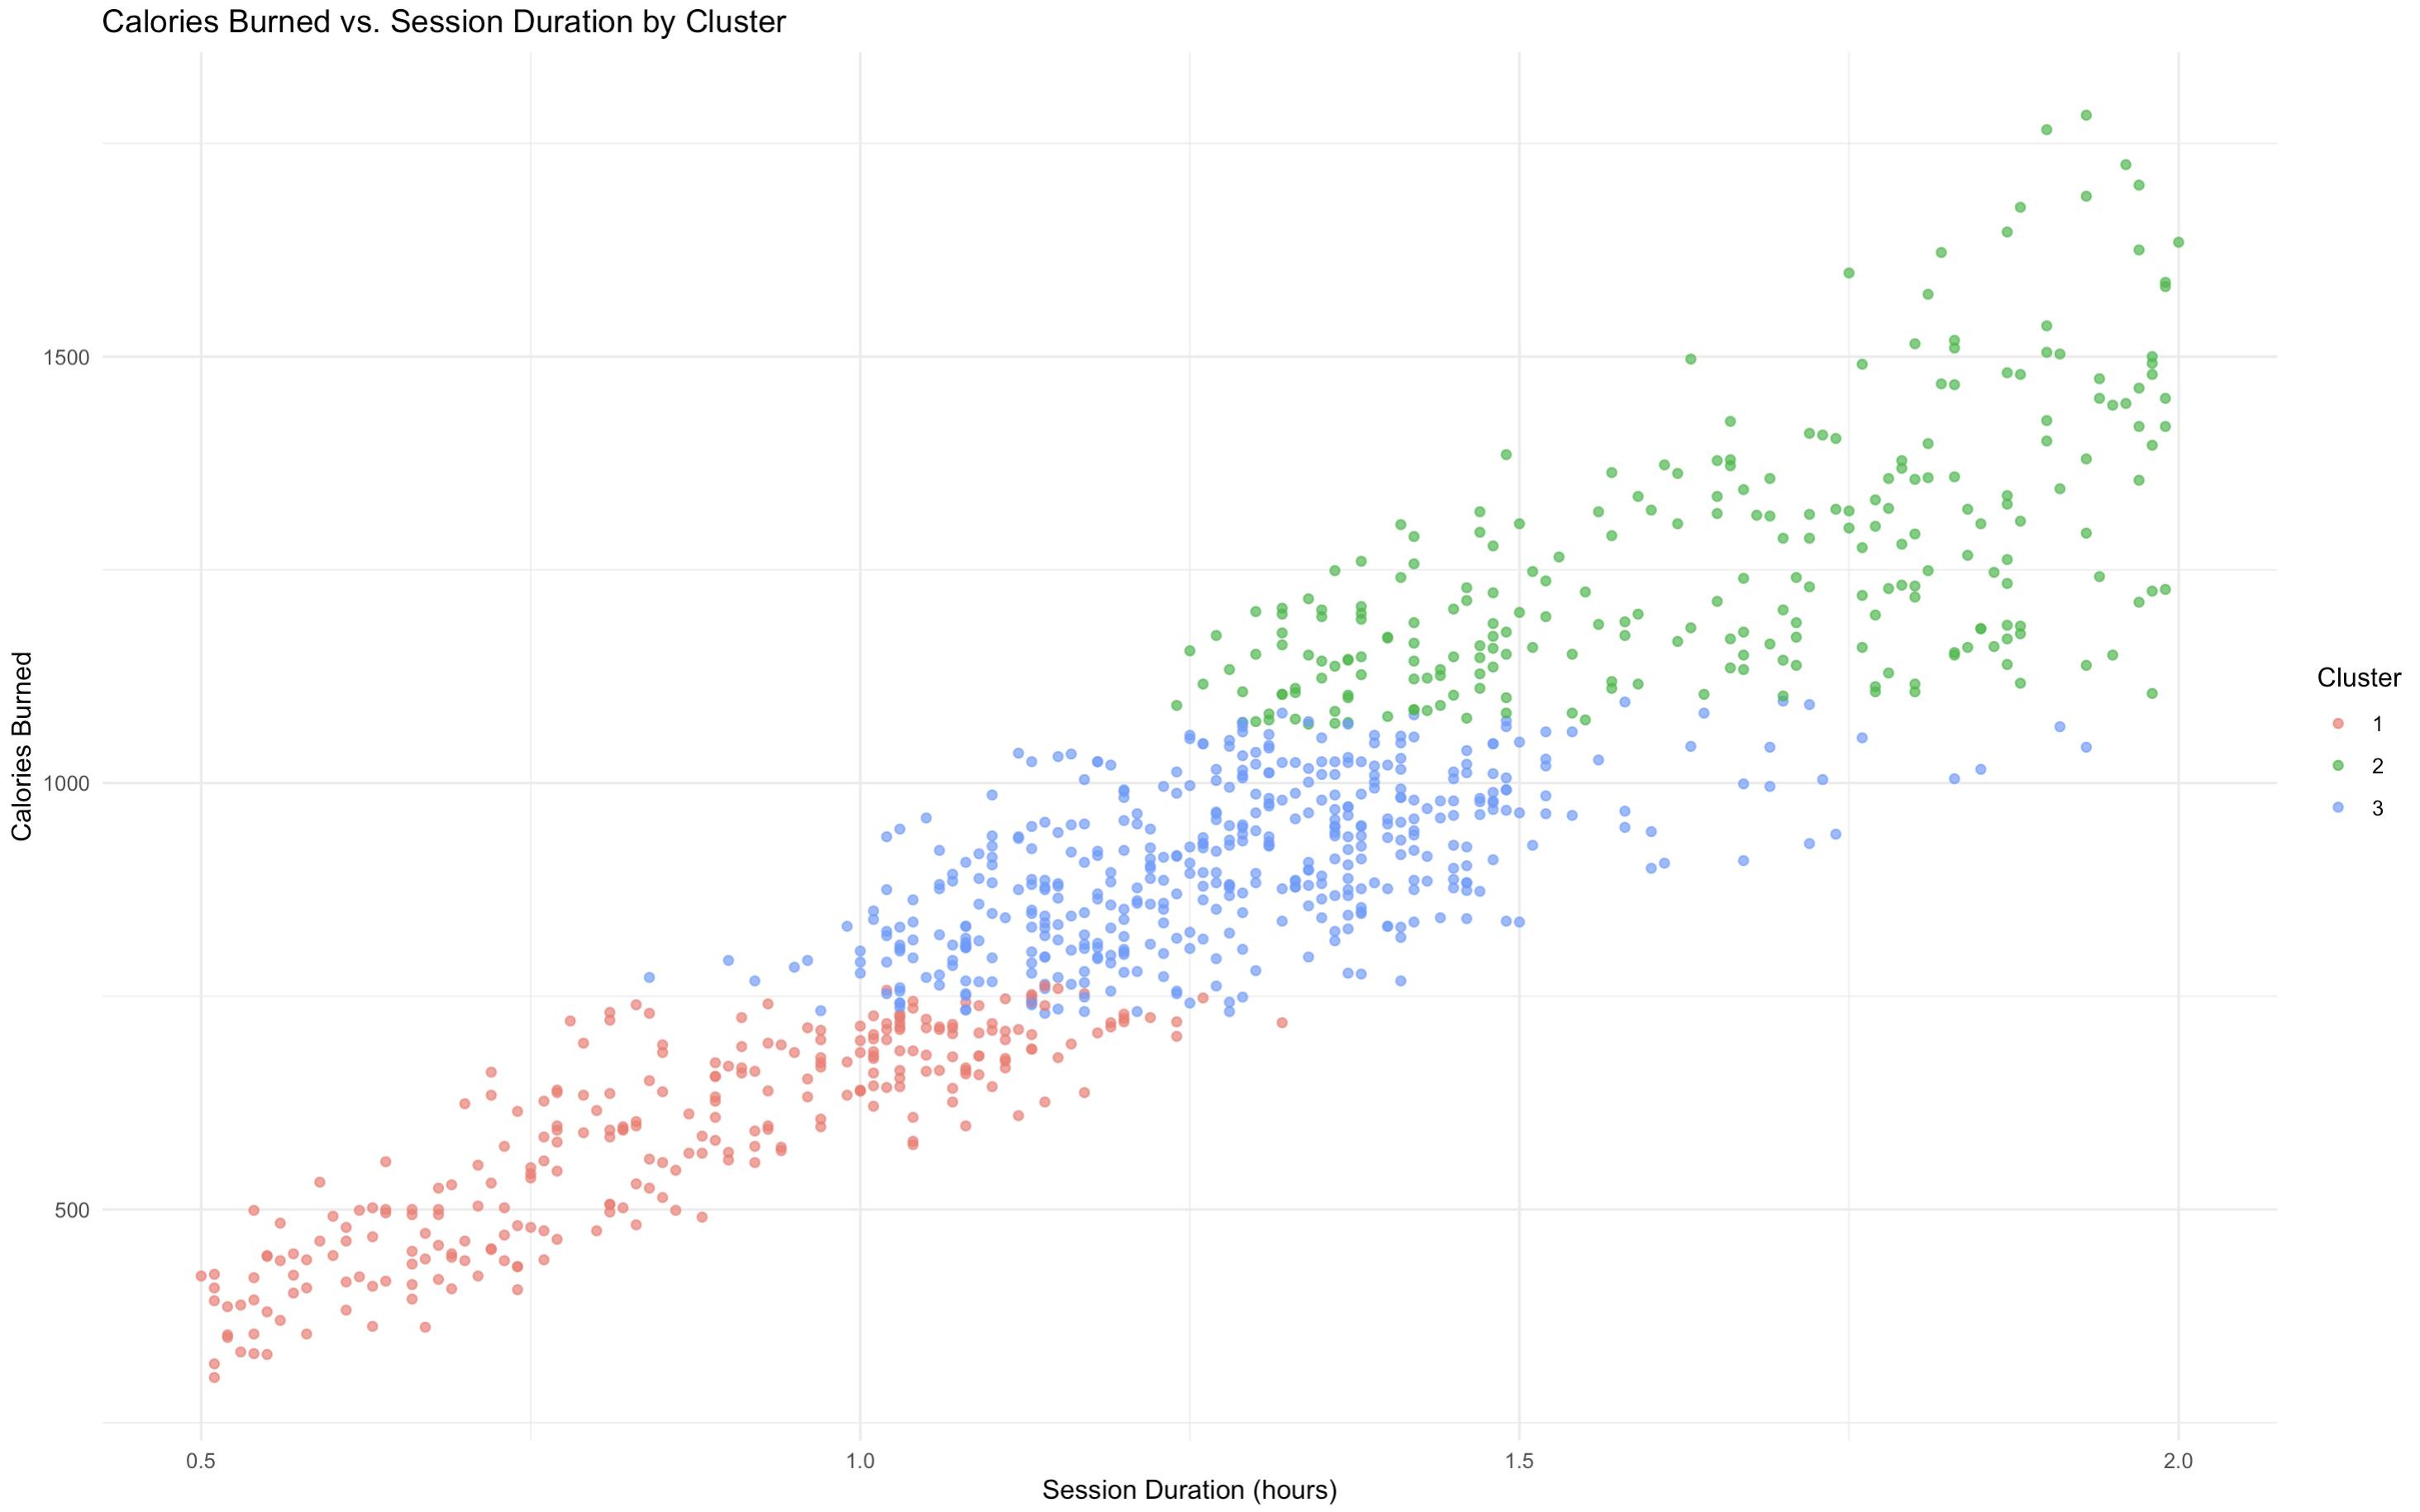 Calories Burned vs. Session Duration by Cluster
Calories Burned
1500
1000
500
0.5
1.0
1.5
2.0
Session Duration (hours)
Cluster
1
2
3